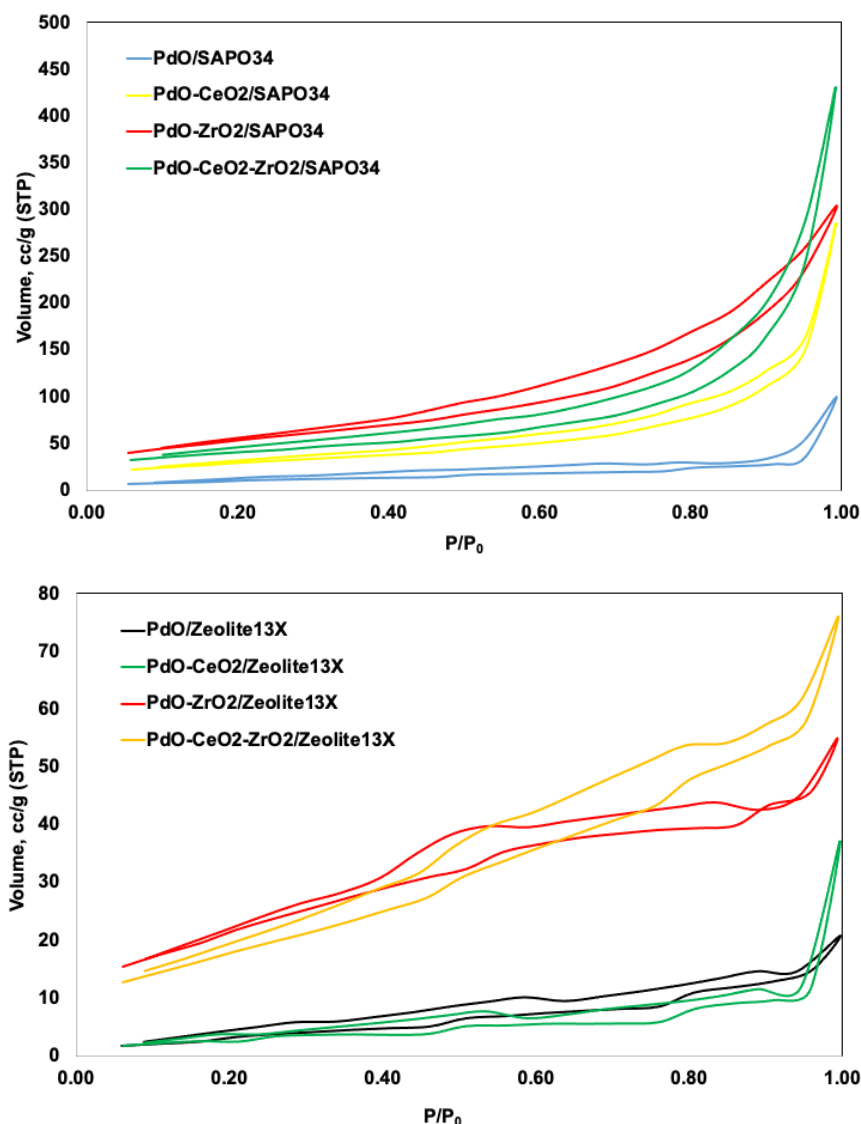 500
450
400
350
300
250
200
150
100
50
0
Volume, cc/g (STP)
PdO/SAPO34
PdO-CeO2/SAPO34
PdO-ZrO2/SAPO34
PdO-CeO2-ZrO2/SAPO34
0.00 0.20 0.40 0.60 0.80 1.00
P/P₀
80
70
60
50
40
30
20
10
0
Volume, cc/g (STP)
PdO/Zeolite13X
PdO-CeO2/Zeolite13X
PdO-ZrO2/Zeolite13X
PdO-CeO2-ZrO2/Zeolite13X
0.00 0.20 0.40 0.60 0.80 1.00
P/P₀